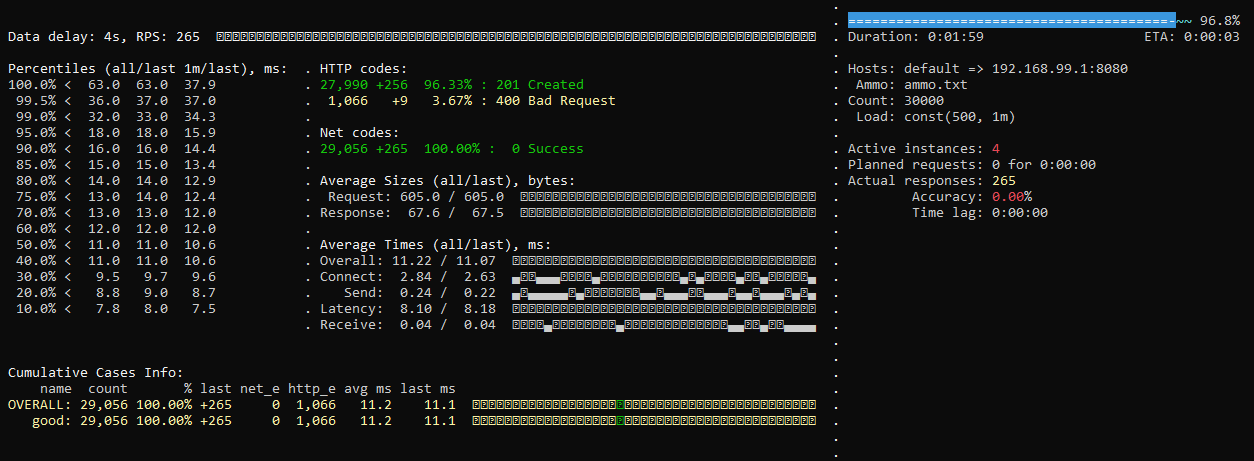 Data delay: 4s, RPS: 265
Percentiles (all/last 1m/last), ms:
100.0% < 63.0 63.0 37.9
99.5% < 36.0 37.0 37.0
99.0% < 32.0 33.0 34.3
95.0% < 18.0 18.0 15.9
90.0% < 16.0 16.0 14.4
85.0% < 15.0 15.0 13.4
80.0% < 14.0 14.0 12.9
75.0% < 13.0 14.0 12.4
70.0% < 13.0 13.0 12.0
60.0% < 12.0 12.0 12.0
50.0% < 11.0 11.0 10.6
40.0% < 11.0 11.0 10.6
30.0% < 9.5 9.7 9.6
20.0% < 8.8 9.0 8.7
10.0% < 7.8 8.0 7.5
. HTTP codes:
. 27,990 +256 96.33% : 201 Created
. 1,066 +9 3.67% : 400 Bad Request
.
. Net codes:
. 29,056 +265 100.00% : 0 Success
.
. Average Sizes (all/last), bytes:
. Request: 605.0 / 605.0
. Response: 67.6 / 67.5
.
. Average Times (all/last), ms:
. Overall: 11.22 / 11.07
. Connect: 2.84 / 2.63
. Send: 0.24 / 0.22
. Latency: 8.10 / 8.18
. Receive: 0.04 / 0.04
Cumulative Cases Info:
name count % last net_e http_e avg ms last ms
OVERALL: 29,056 100.00% +265 0 1,066 11.2 11.1
good: 29,056 100.00% +265 0 1,066 11.2 11.1
=========================================-~~ 96.8%
Duration: 0:01:59 ETA: 0:00:03
Hosts: default => 192.168.99.1:8080
Ammo: ammo.txt
Count: 30000
Load: const(500, 1m)
Active instances: 4
Planned requests: 0 for 0:00:00
Actual responses: 265
Accuracy: 0.00%
Time lag: 0:00:00